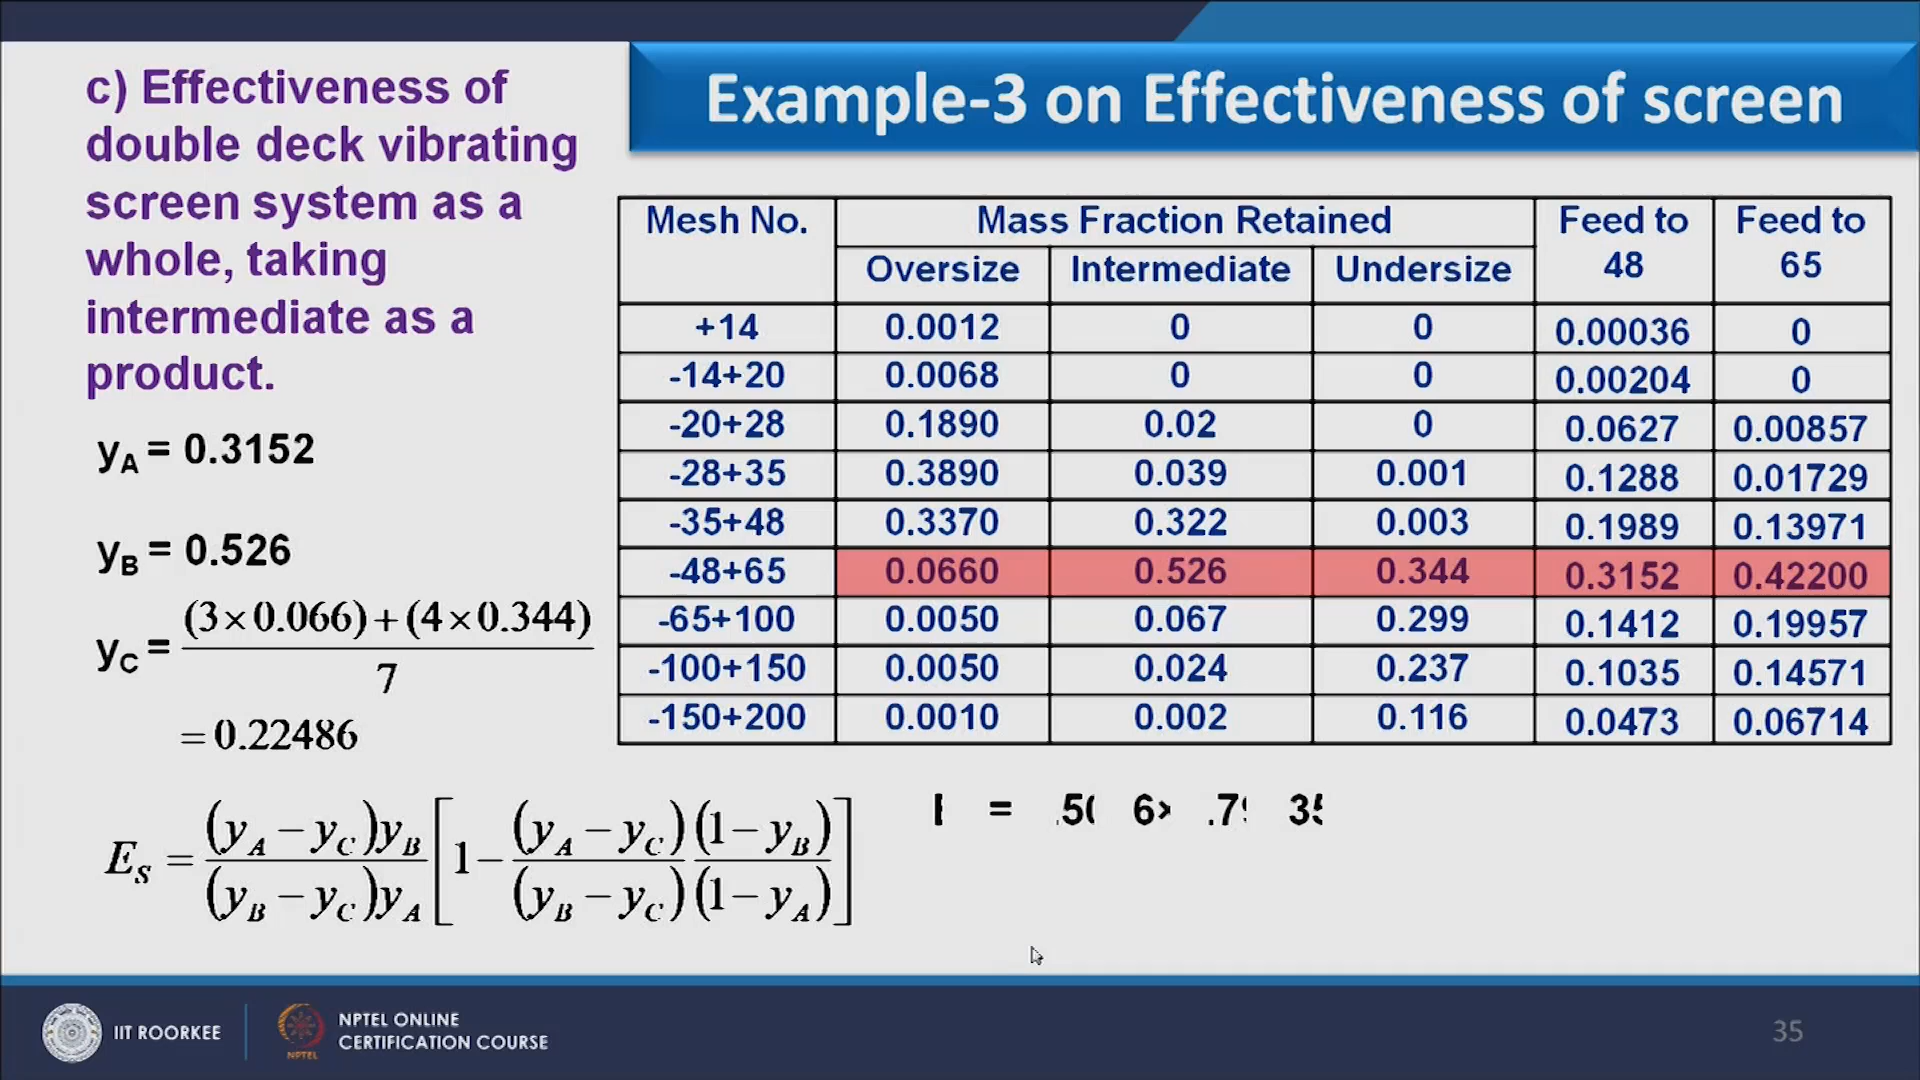 c) Effectiveness of
double deck vibrating
screen system as a
whole, taking
intermediate as a
product.
y_A = 0.3152
y_B = 0.526
y_C = \frac{(3×0.066)+(4×0.344)}{7}
=0.22486
E_S = \frac{(y_A − y_C)y_B}{(y_B − y_C)y_A} [1 − \frac{(y_A − y_C)(1−y_B)}{(y_B − y_C)(1−y_A)}]
Example-3 on Effectiveness of screen
Mesh No. | Mass Fraction Retained | Feed to 48 | Feed to 65
Oversize | Intermediate | Undersize
+14 | 0.0012 | 0 | 0 | 0.00036 | 0
-14+20 | 0.0068 | 0 | 0 | 0.00204 | 0
-20+28 | 0.1890 | 0.02 | 0 | 0.0627 | 0.00857
-28+35 | 0.3890 | 0.039 | 0.001 | 0.1288 | 0.01729
-35+48 | 0.3370 | 0.322 | 0.003 | 0.1989 | 0.13971
-48+65 | 0.0660 | 0.526 | 0.344 | 0.3152 | 0.42200
-65+100 | 0.0050 | 0.067 | 0.299 | 0.1412 | 0.19957
-100+150 | 0.0050 | 0.024 | 0.237 | 0.1035 | 0.14571
-150+200 | 0.0010 | 0.002 | 0.116 | 0.0473 | 0.06714
=
IIT ROORKEE
NPTEL
NPTEL ONLINE
CERTIFICATION COURSE
35